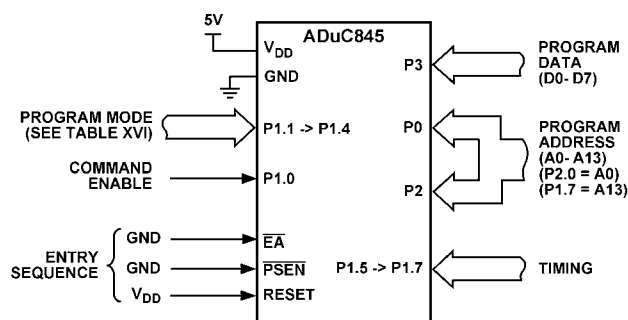 5V
ADuC845
VDD
GND
P3
PROGRAM
DATA
(D0- D7)
PROGRAM MODE
(SEE TABLE XVI)
P1.1 -> P1.4
P0
PROGRAM
ADDRESS
(A0- A13)
(P2.0 = A0)
(P1.7 = A13)
COMMAND
ENABLE
P1.0
P2
ENTRY
SEQUENCE
GND
EA
GND
PSEN
VDD
RESET
P1.5 -> P1.7
TIMING